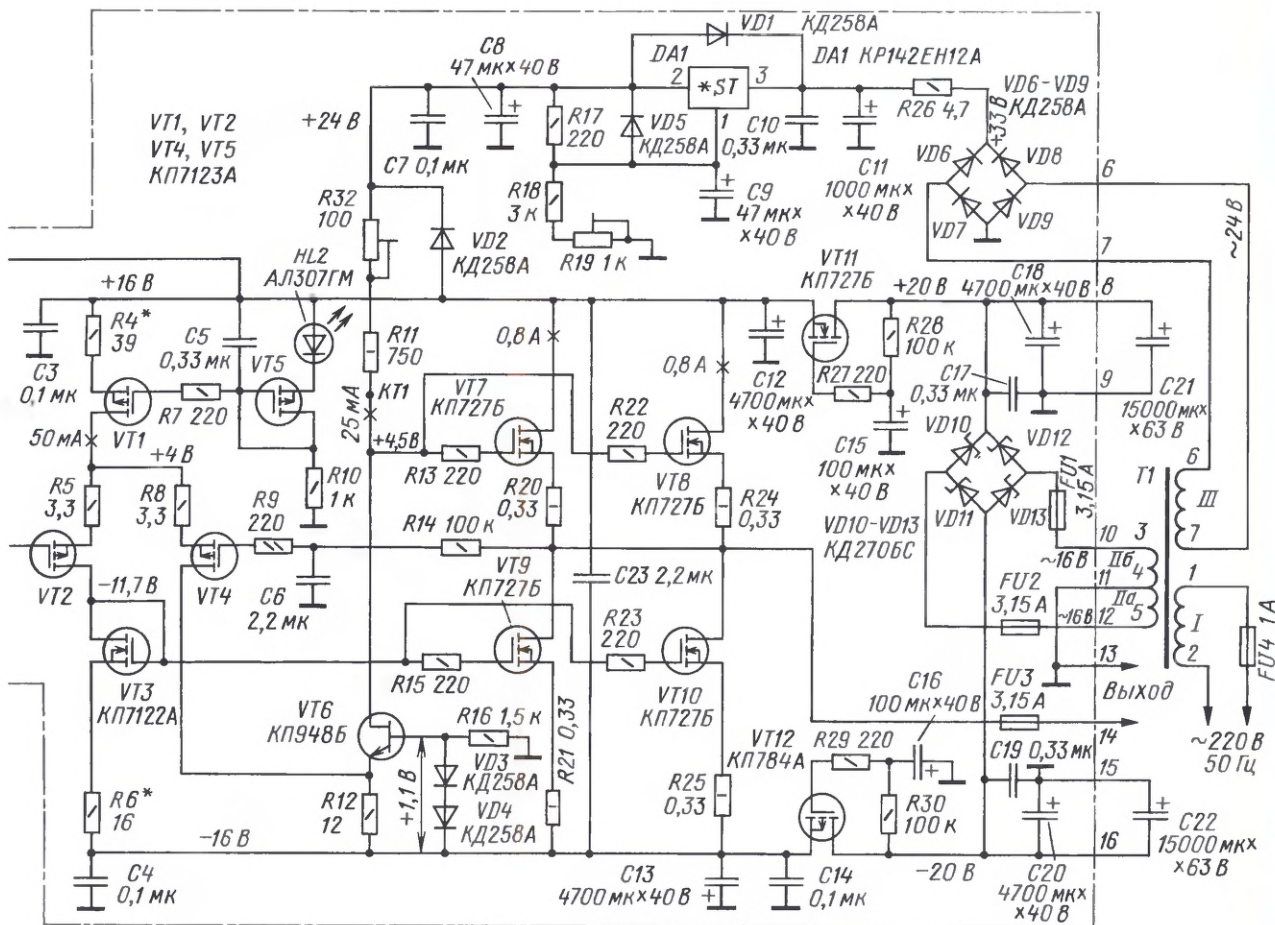 VD1 КД258А
C8
47 мк×40 В
DA1
DA1 КР142ЕН12А
2
*ST
3
1
R26 4,7
VD6-VD9
КД258А
+33 В
VT1, VT2
VT4, VT5
КП7123А
+24 В
C7 0,1 мк
R17
220
VD5
КД258А
C10
0,33 мк
C11
1000 мк×
×40 В
VD6
VD8
VD7
VD9
6
7
~24 В
R32
100
VD2
КД258А
R18
3 к
R19 1 к
C9
47 мк×
×40 В
HL2
АЛ307ГМ
+16 В
VT11
КП727Б
+20 В
C18
4700 мк×40 В
8
R4*
39
C5
0,33 мк
VT5
C3
0,1 мк
R7 220
VT1
50 мА
R11
750
КТ1
25 мА
+4,5 В
0,8 А
0,8 А
VT7
КП727Б
R22
220
C12
4700 мк×
×40 В
R28
100 к
R27 220
C17
0,33 мк
9
C21
15000 мк×
×63 В
C15
100 мк×
×40 В
VD10
VD12
VD11
VD13
VD10-VD13
КД270БС
FU1
3,15 А
+4 В
R5
3,3
R8
3,3
R9
220
R10
1 к
R13 220
R20
0,33
VT8
КП727Б
R24
0,33
R14 100 к
T1
6
III
7
10
3
~16 В
IIб
11
4
IIа
~16 В
12
5
1
I
2
FU2
3,15 А
FU4 1 А
VT2
VT4
-11,7 В
C6
2,2 мк
VT9
КП727Б
C23 2,2 мк
R23
220
VT3
КП7122А
R15 220
VT10
КП727Б
13
Выход
FU3
3,15 А
14
~220 В
50 Гц
VT6
КП948Б
R16 1,5 к
VD3
КД258А
VD4
КД258А
+1,1 В
R21 0,33
R25
0,33
C16
100 мк×40 В
VT12
КП784А
R29 220
R30
100 к
C19 0,33 мк
15
R6*
16
R12
12
-16 В
-20 В
16
C22
15000 мк×
×63 В
C4
0,1 мк
C13
4700 мк×40 В
C14
0,1 мк
C20
4700 мк×
×40 В